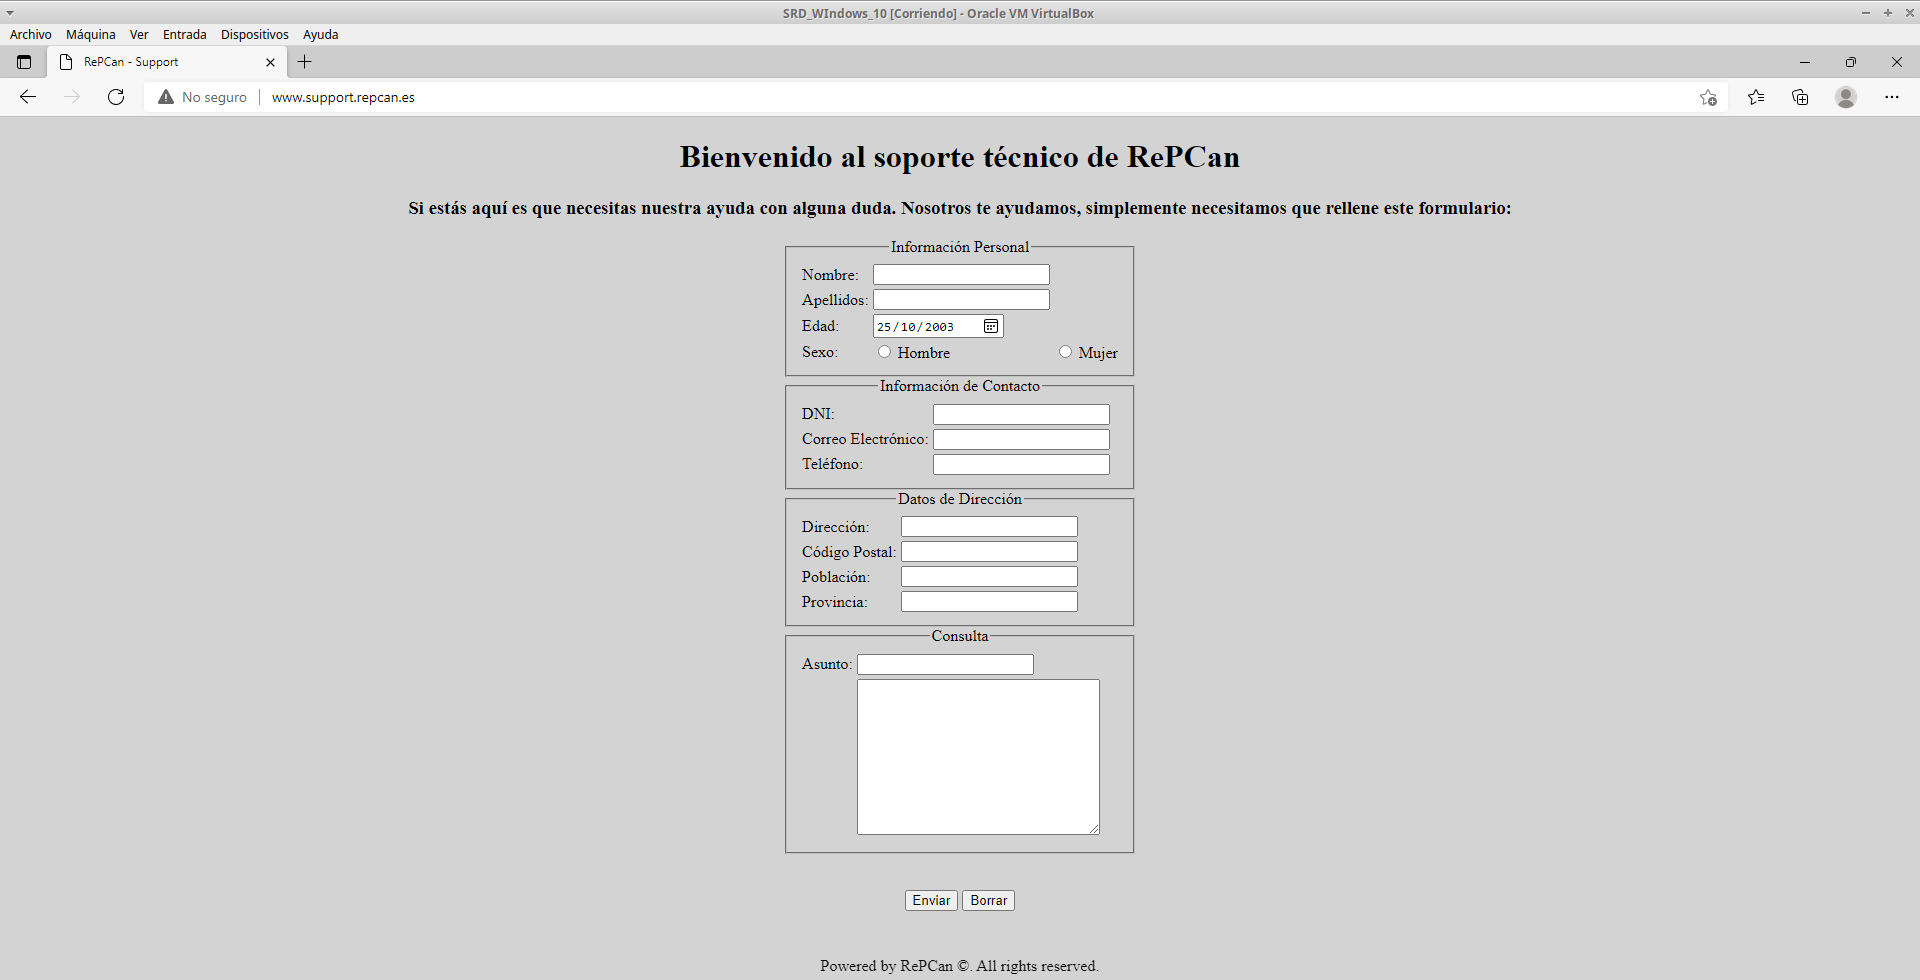 SRD_WIndows_10 [Corriendo] - Oracle VM VirtualBox
Archivo Máquina Ver Entrada Dispositivos Ayuda
RePCan - Support
No seguro www.support.repcan.es
Bienvenido al soporte técnico de RePCan
Si estás aquí es que necesitas nuestra ayuda con alguna duda. Nosotros te ayudamos, simplemente necesitamos que rellene este formulario:
Información Personal
Nombre:
Apellidos:
Edad: 25/10/2003
Sexo: Hombre Mujer
Información de Contacto
DNI:
Correo Electrónico:
Teléfono:
Datos de Dirección
Dirección:
Código Postal:
Población:
Provincia:
Consulta
Asunto:
Enviar Borrar
Powered by RePCan ©. All rights reserved.